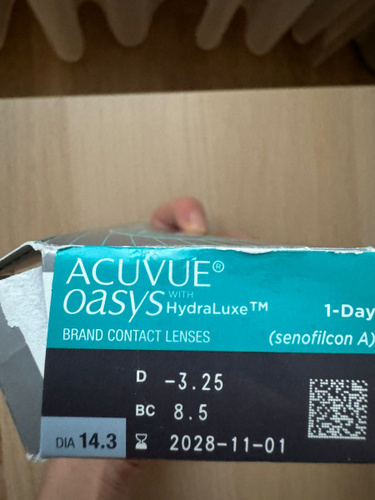 ACUVUE®
oasys WITH HydraLuxe™
1-Day
BRAND CONTACT LENSES (senofilcon A)
D -3.25
BC 8.5
DIA 14.3 2028-11-01